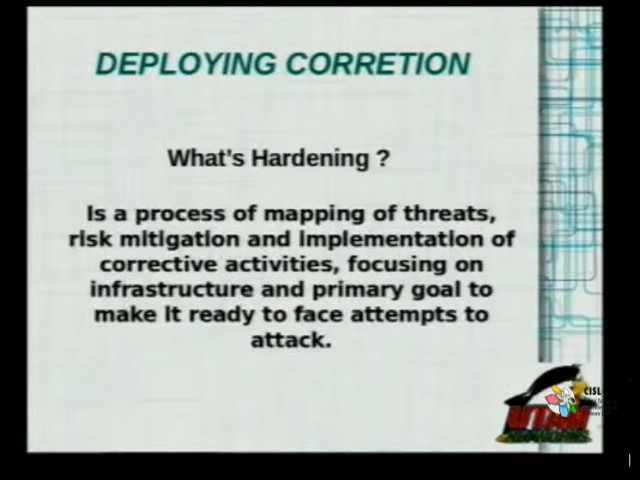 DEPLOYING CORRETION
What's Hardening ?
Is a process of mapping of threats,
risk mitigation and implementation of
corrective activities, focusing on
infrastructure and primary goal to
make it ready to face attempts to
attack.
CISL